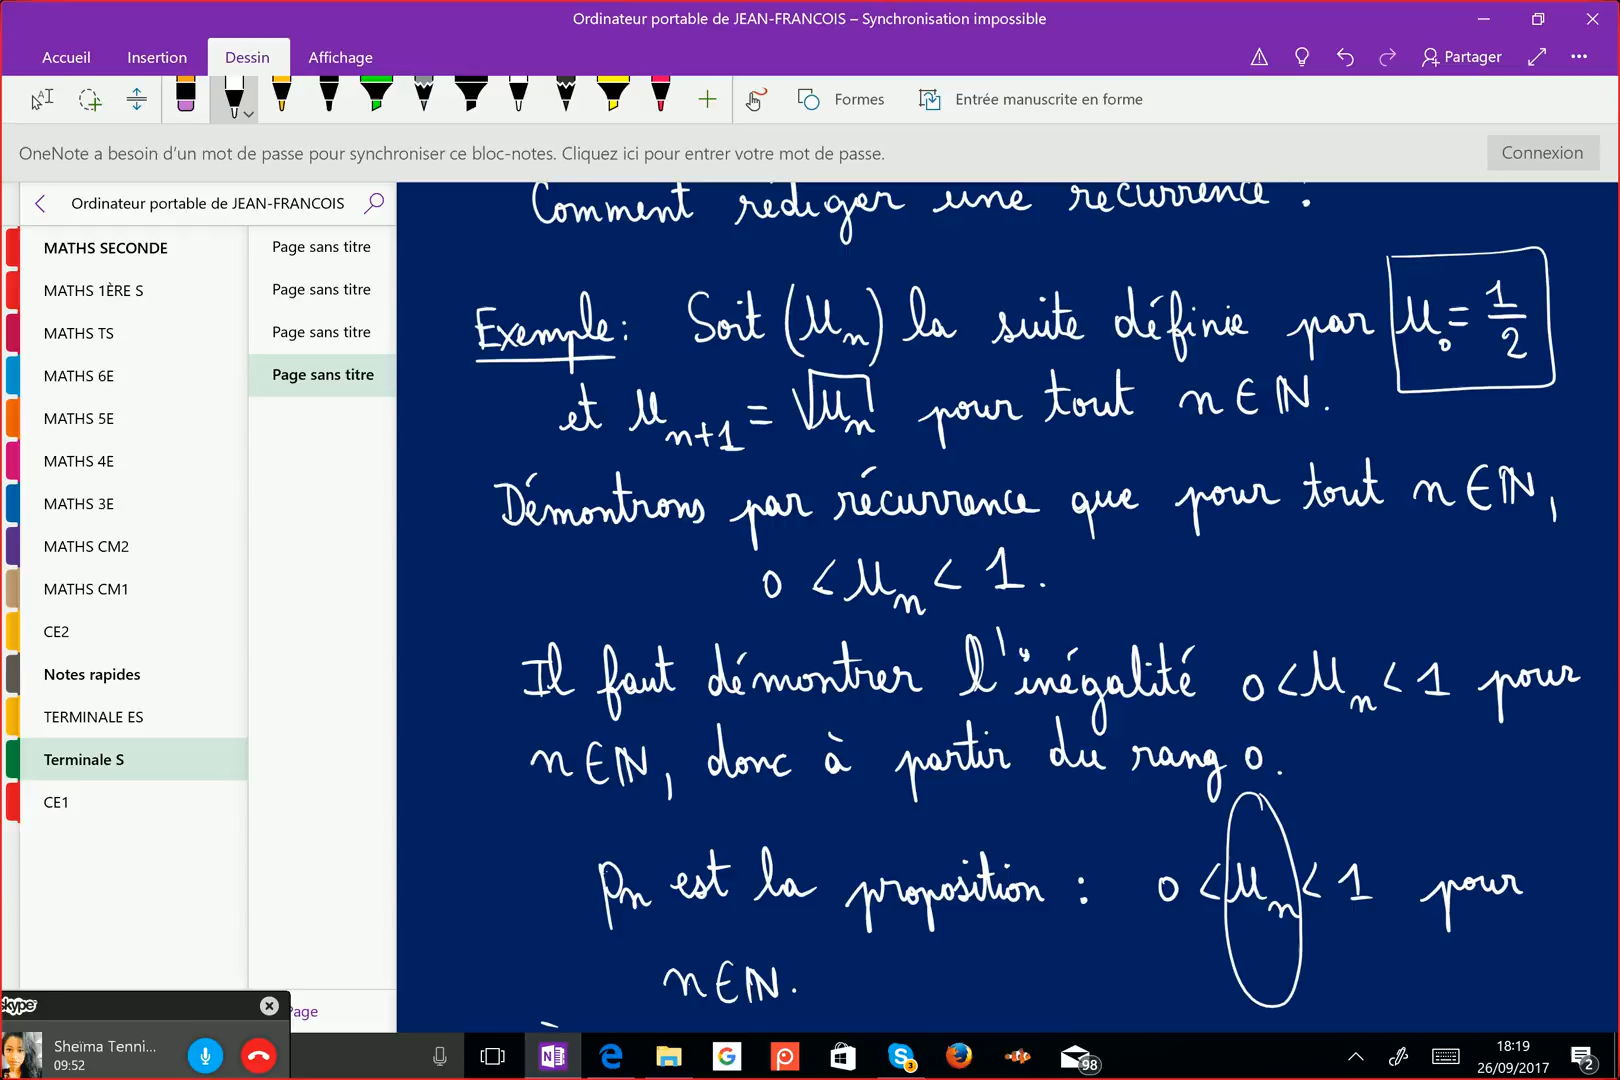 Ordinateur portable de JEAN-FRANCOIS – Synchronisation impossible
Accueil
Insertion
Dessin
Affichage
Partager
Formes
Entrée manuscrite en forme
OneNote a besoin d'un mot de passe pour synchroniser ce bloc-notes. Cliquez ici pour entrer votre mot de passe.
Connexion
Ordinateur portable de JEAN-FRANCOIS
MATHS SECONDE
MATHS 1ÈRE S
MATHS TS
MATHS 6E
MATHS 5E
MATHS 4E
MATHS 3E
MATHS CM2
MATHS CM1
CE2
Notes rapides
TERMINALE ES
Terminale S
CE1
Page sans titre
Page sans titre
Page sans titre
Page sans titre
Page
Comment rédiger une récurrence :
Exemple : Soit (Un) la suite définie par U0 = 1/2
et Un+1 = √Un pour tout n ∈ ℕ.
Démontrons par récurrence que pour tout n ∈ ℕ,
0 < Un < 1.
Il faut démontrer l'inégalité 0 < Un < 1 pour
n ∈ ℕ, donc à partir du rang 0.
Pn est la proposition : 0 < Un < 1 pour
n ∈ ℕ.
skype
Sheïma Tenni...
09:52
3
98
18:19
26/09/2017
2